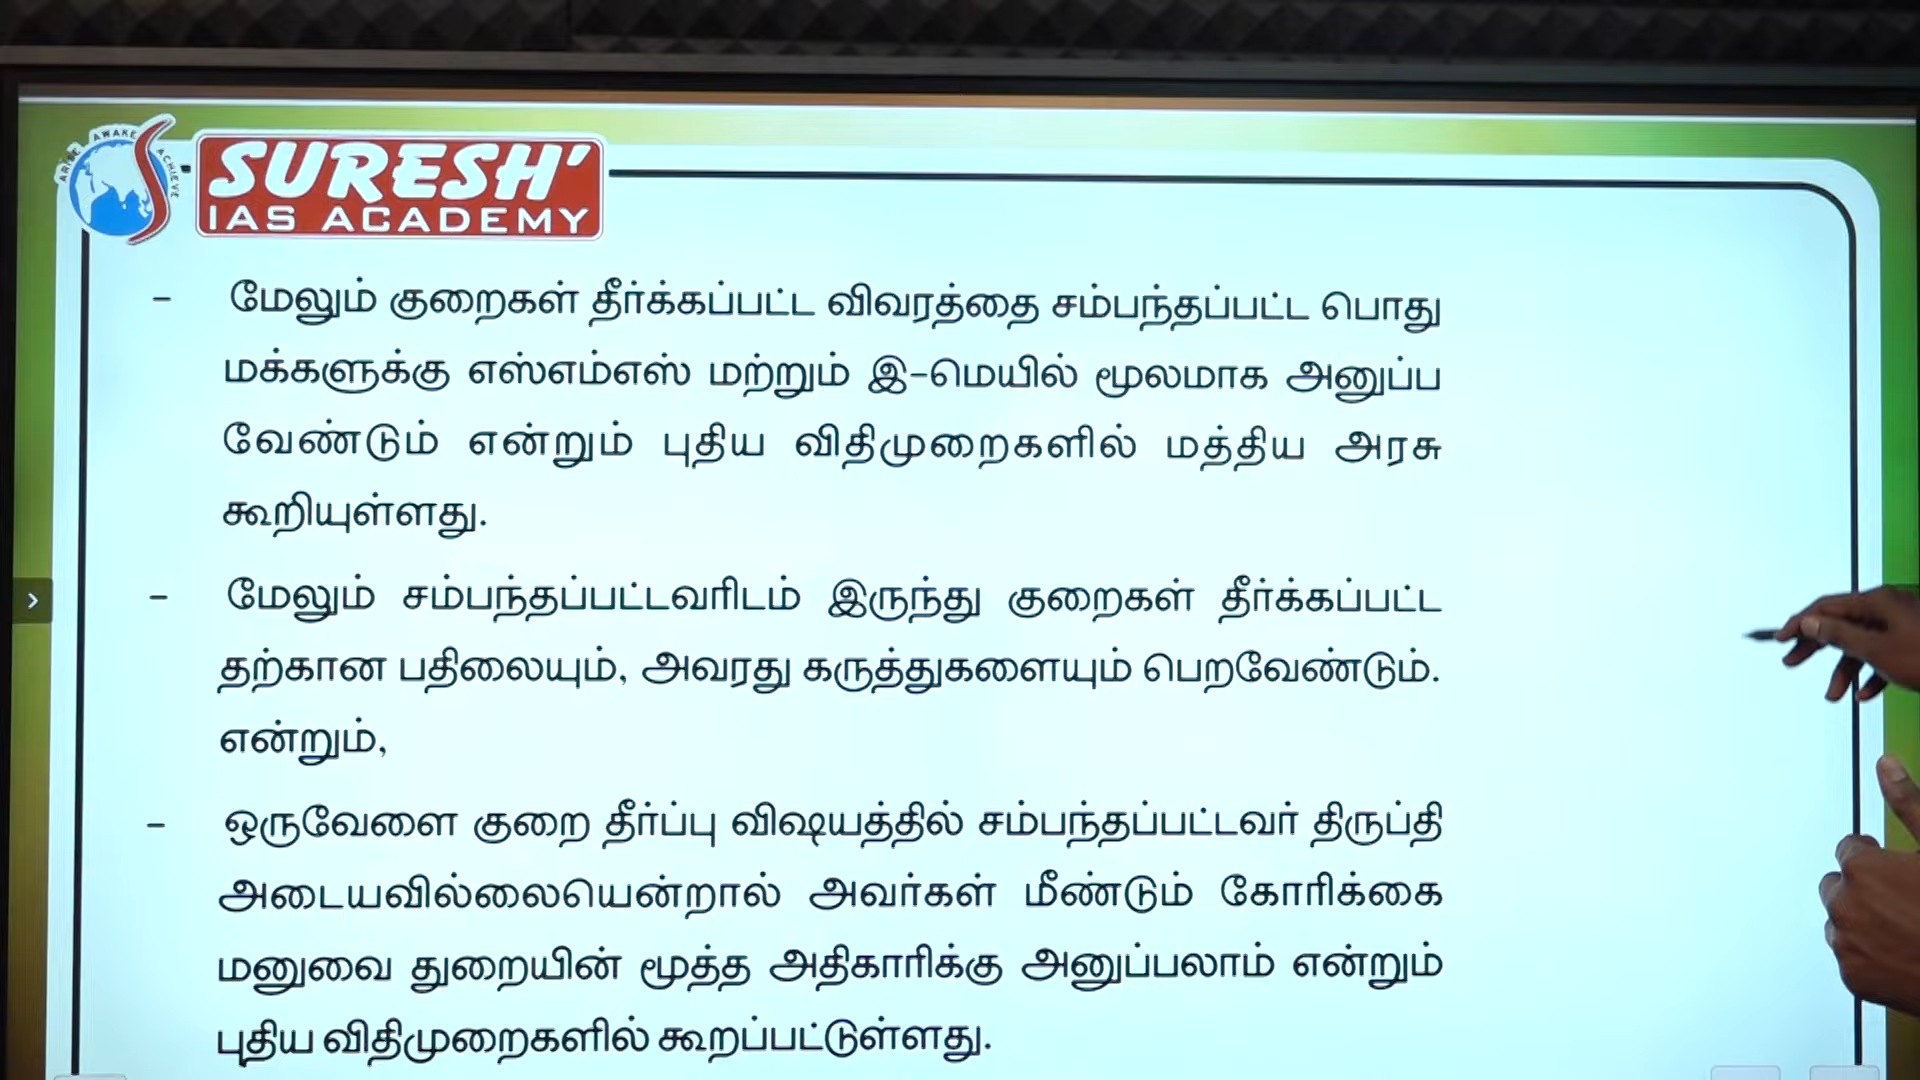 ARISE AWAKE ACHIEVE
SURESH'
IAS ACADEMY
- மேலும் குறைகள் தீர்க்கப்பட்ட விவரத்தை சம்பந்தப்பட்ட பொது
மக்களுக்கு எஸ்எம்எஸ் மற்றும் இ-மெயில் மூலமாக அனுப்ப
வேண்டும் என்றும் புதிய விதிமுறைகளில் மத்திய அரசு
கூறியுள்ளது.
- மேலும் சம்பந்தப்பட்டவரிடம் இருந்து குறைகள் தீர்க்கப்பட்ட
தற்கான பதிலையும், அவரது கருத்துகளையும் பெறவேண்டும்.
என்றும்,
- ஒருவேளை குறை தீர்ப்பு விஷயத்தில் சம்பந்தப்பட்டவர் திருப்தி
அடையவில்லையென்றால் அவர்கள் மீண்டும் கோரிக்கை
மனுவை துறையின் மூத்த அதிகாரிக்கு அனுப்பலாம் என்றும்
புதிய விதிமுறைகளில் கூறப்பட்டுள்ளது.